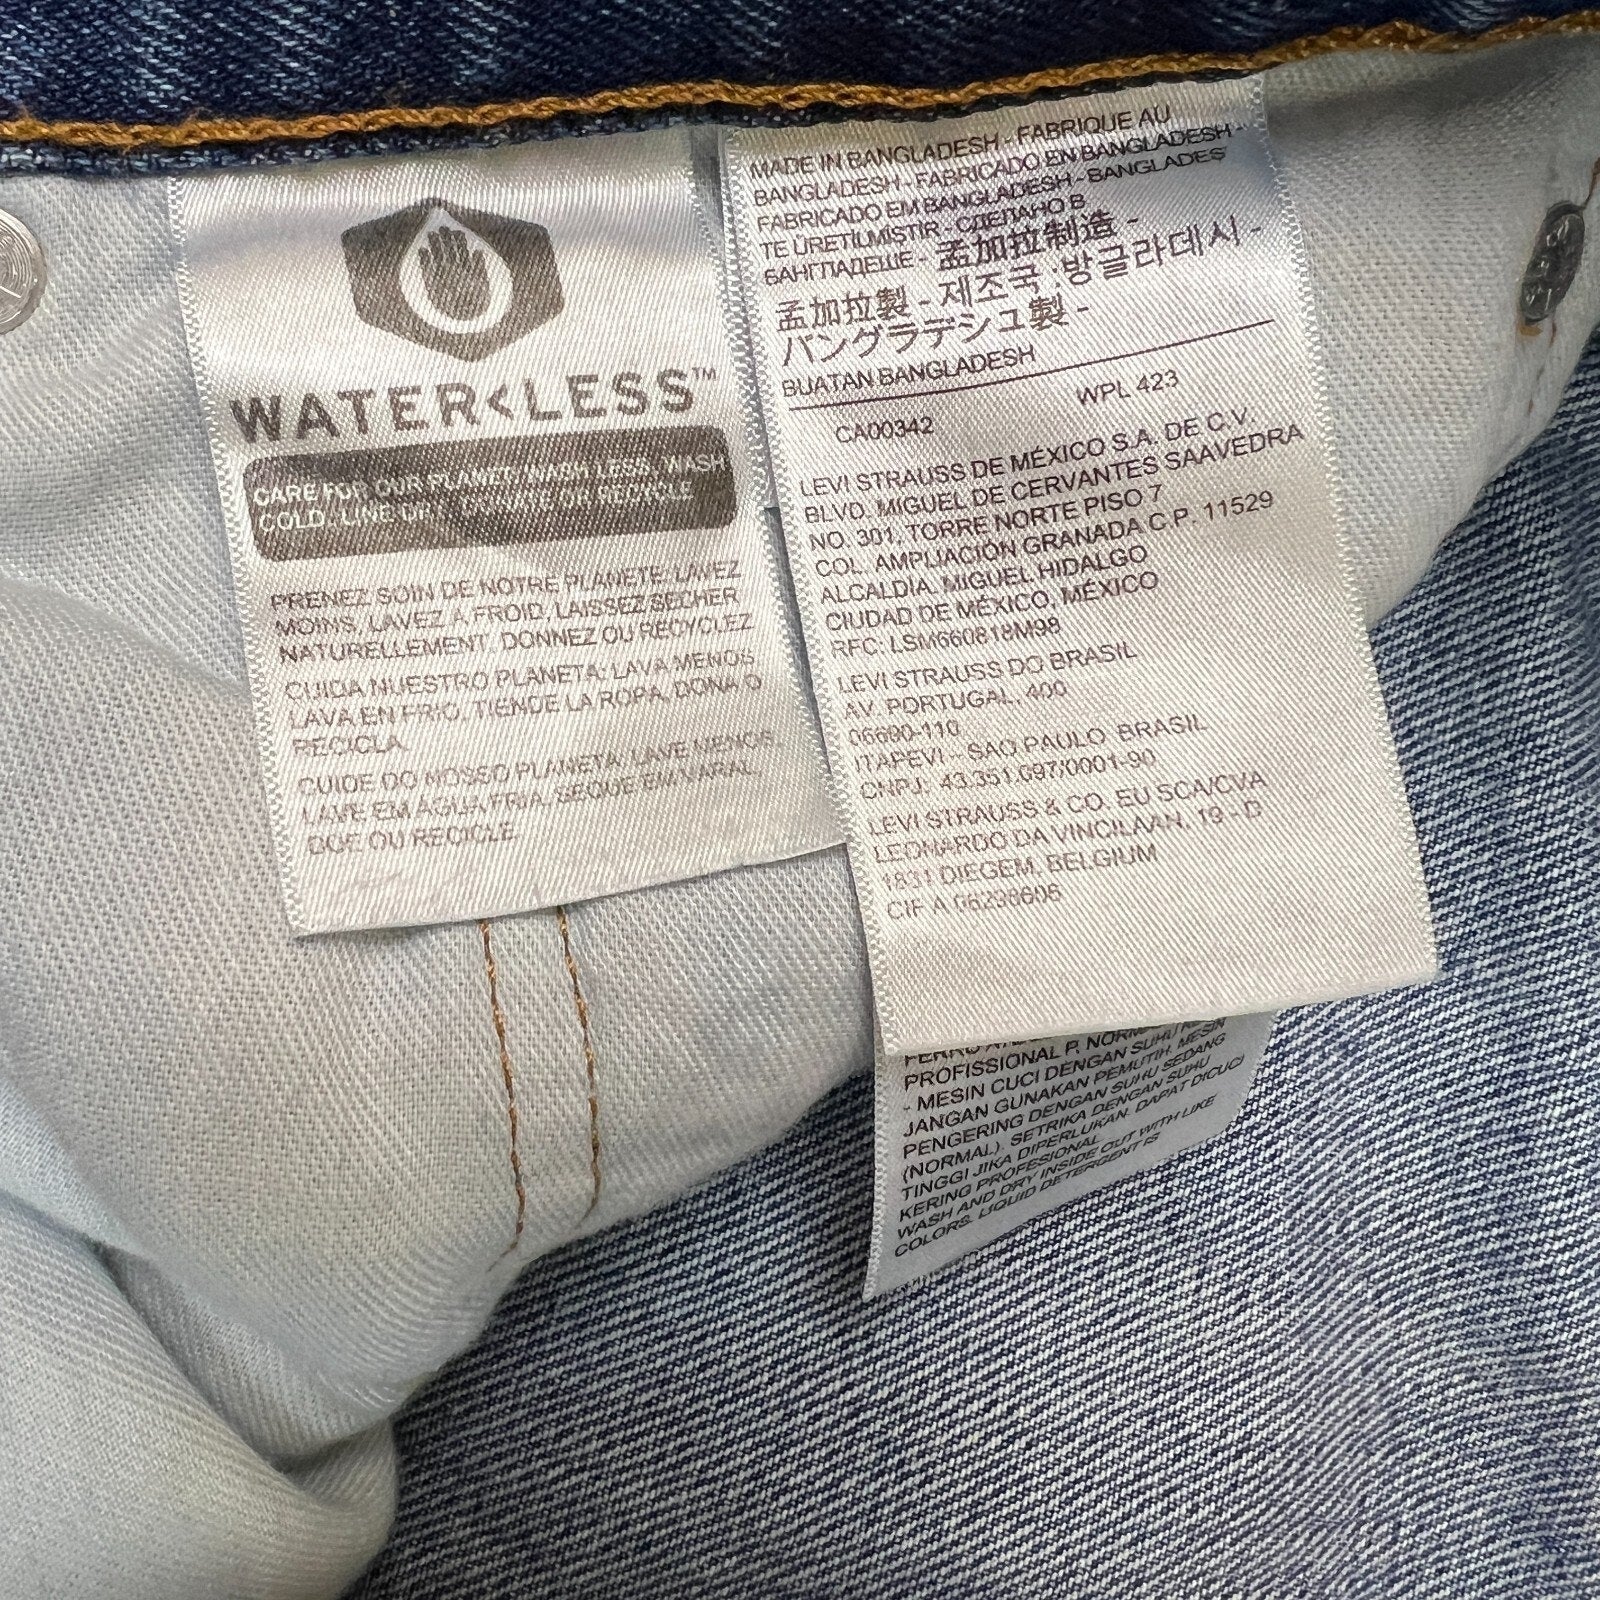 WATER<LESS™
CARE FOR OUR PLANET: WASH LESS, WASH
COLD, LINE DRY, DONATE OR RECYCLE
PRENEZ SOIN DE NOTRE PLANÈTE: LAVEZ
MOINS, LAVEZ À FROID, LAISSEZ SÉCHER
NATURELLEMENT, DONNEZ OU RECYCLEZ
CUIDA NUESTRO PLANETA: LAVA MENOS,
LAVA EN FRÍO, TIENDE LA ROPA, DONA O
RECICLA
CUIDE DO NOSSO PLANETA: LAVE MENOS,
LAVE EM ÁGUA FRIA, SEQUE EM VARAL,
DOE OU RECICLE
MADE IN BANGLADESH - FABRIQUE AU
BANGLADESH - FABRICADO EN BANGLADESH -
FABRICADO EM BANGLADESH - BANGLADES
TE ÜRETILMISTIR - СДЕЛАНО В
БАНГЛАДЕШЕ - 孟加拉制造 -
孟加拉製 - 제조국 :방글라데시 -
バングラデシュ製 -
BUATAN BANGLADESH
CA00342 WPL 423
LEVI STRAUSS DE MÉXICO S.A. DE C.V.
BLVD. MIGUEL DE CERVANTES SAAVEDRA
NO. 301, TORRE NORTE PISO 7
COL. AMPLIACIÓN GRANADA C.P. 11529
ALCALDÍA. MIGUEL HIDALGO
CIUDAD DE MÉXICO, MÉXICO
RFC: LSM660818M98
LEVI STRAUSS DO BRASIL
AV. PORTUGAL, 400
06690-110
ITAPEVI - SAO PAULO BRASIL
CNPJ: 43.351.097/0001-90
LEVI STRAUSS & CO. EU SCA/CVA
LEONARDO DA VINCILAAN, 19 - D
1831 DIEGEM, BELGIUM
CIF A 06298606
FERRO
PROFISSIONAL P. NORMAL
- MESIN CUCI DENGAN SUHU
JANGAN GUNAKAN PEMUTIH. MESIN
PENGERING DENGAN SUHU SEDANG
(NORMAL). SETRIKA DENGAN SUHU
TINGGI JIKA DIPERLUKAN. DAPAT DICUCI
KERING PROFESIONAL
WASH AND DRY INSIDE OUT WITH LIKE
COLORS. LIQUID DETERGENT IS